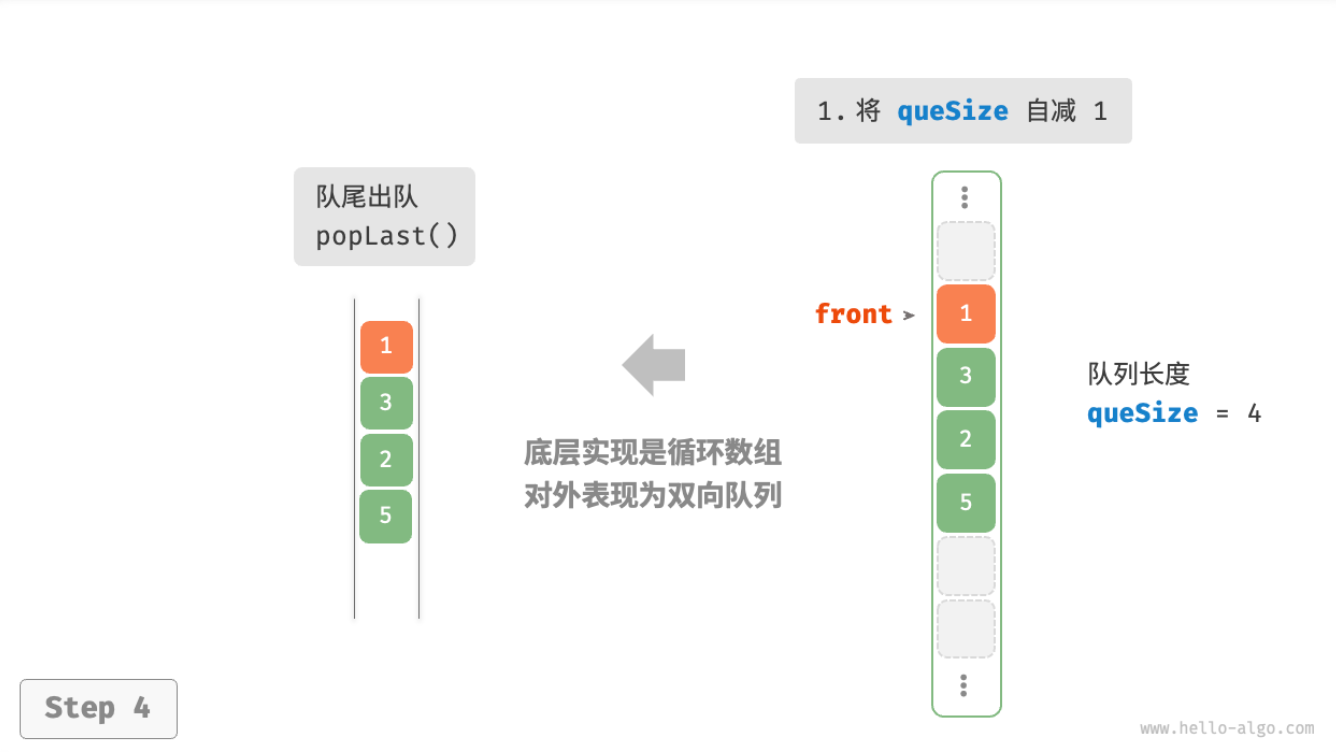 1. 将 queSize 自减 1
队尾出队
popLast()
1
3
2
5
底层实现是循环数组
对外表现为双向队列
front
1
3
2
5
队列长度
queSize = 4
Step 4
www.hello-algo.com